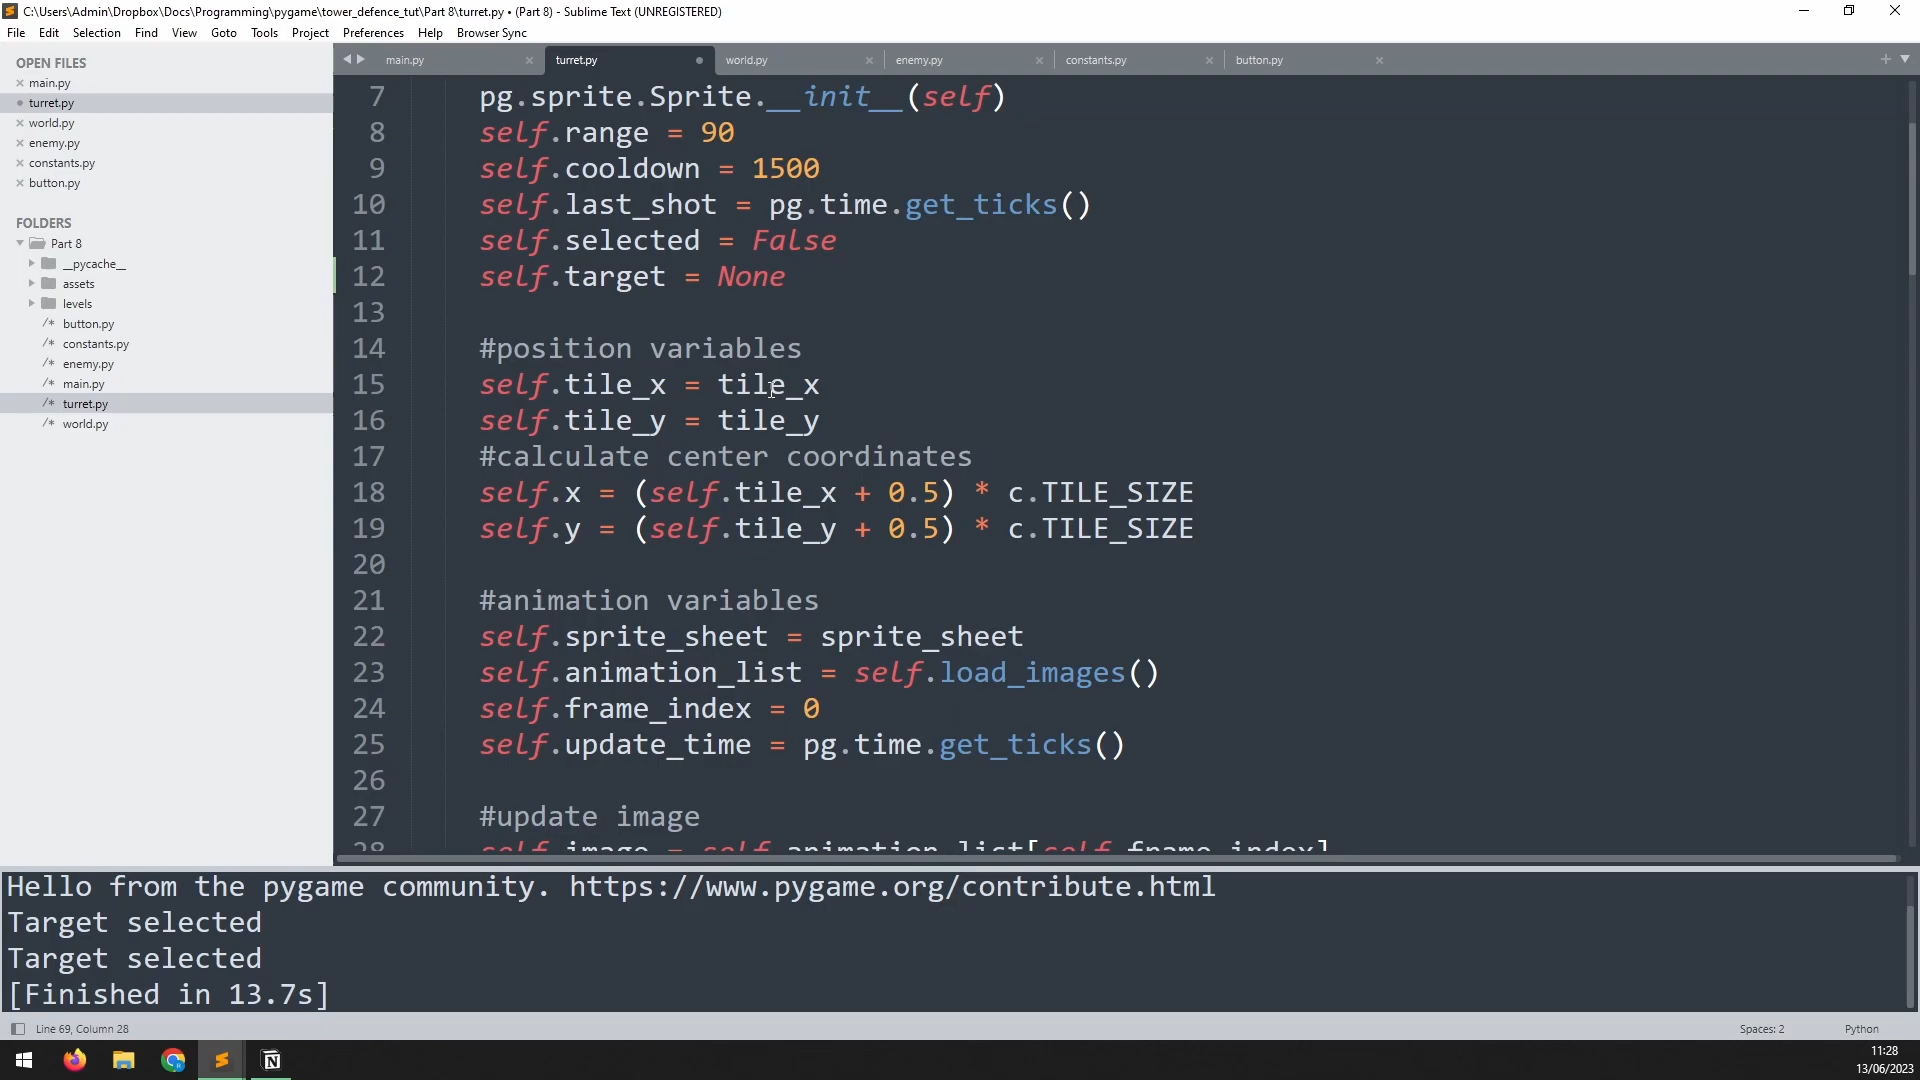 C:\Users\Admin\Dropbox\Docs\Programming\pygame\tower_defence_tut\Part 8\turret.py • (Part 8) - Sublime Text (UNREGISTERED)
File Edit Selection Find View Goto Tools Project Preferences Help Browser Sync
OPEN FILES
main.py
turret.py
world.py
enemy.py
constants.py
button.py
FOLDERS
Part 8
__pycache__
assets
levels
/* button.py
/* constants.py
/* enemy.py
/* main.py
/* turret.py
/* world.py
main.py turret.py world.py enemy.py constants.py button.py
7 pg.sprite.Sprite.__init__(self)
8 self.range = 90
9 self.cooldown = 1500
10 self.last_shot = pg.time.get_ticks()
11 self.selected = False
12 self.target = None
13
14 #position variables
15 self.tile_x = tile_x
16 self.tile_y = tile_y
17 #calculate center coordinates
18 self.x = (self.tile_x + 0.5) * c.TILE_SIZE
19 self.y = (self.tile_y + 0.5) * c.TILE_SIZE
20
21 #animation variables
22 self.sprite_sheet = sprite_sheet
23 self.animation_list = self.load_images()
24 self.frame_index = 0
25 self.update_time = pg.time.get_ticks()
26
27 #update image
28 self.image = self.animation_list[self.frame_index]
Hello from the pygame community. https://www.pygame.org/contribute.html
Target selected
Target selected
[Finished in 13.7s]
Line 69, Column 28
Spaces: 2
Python
11:28
13/06/2023